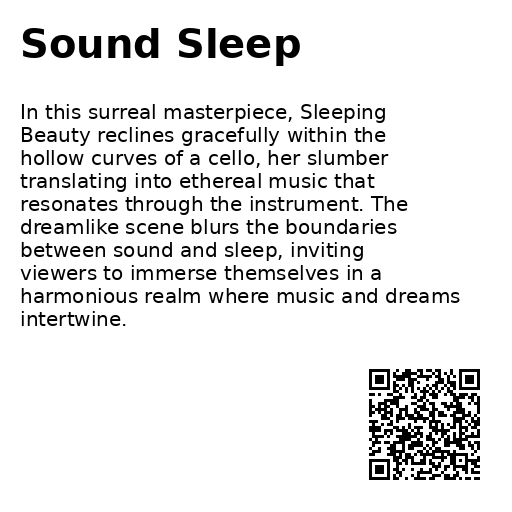 Sound Sleep
In this surreal masterpiece, Sleeping
Beauty reclines gracefully within the
hollow curves of a cello, her slumber
translating into ethereal music that
resonates through the instrument. The
dreamlike scene blurs the boundaries
between sound and sleep, inviting
viewers to immerse themselves in a
harmonious realm where music and dreams
intertwine.